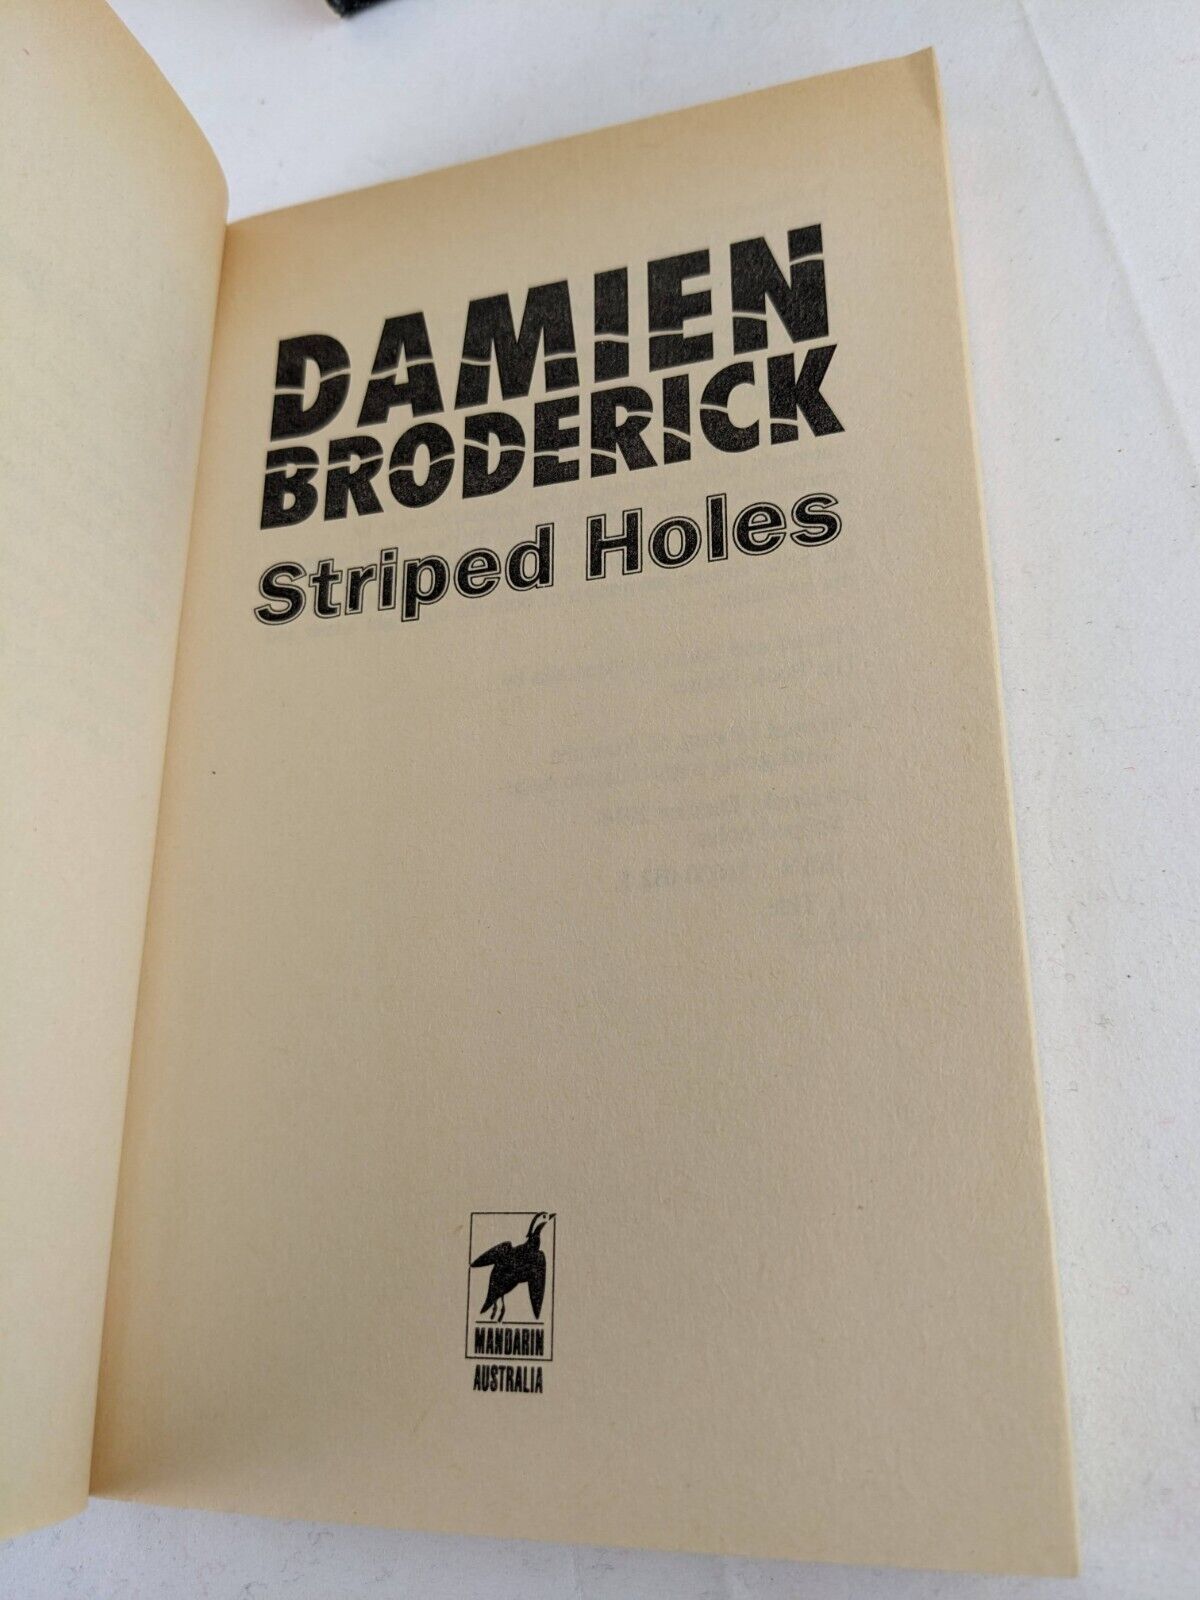 DAMIEN
BRODERICK
Striped Holes
MANDARIN
AUSTRALIA